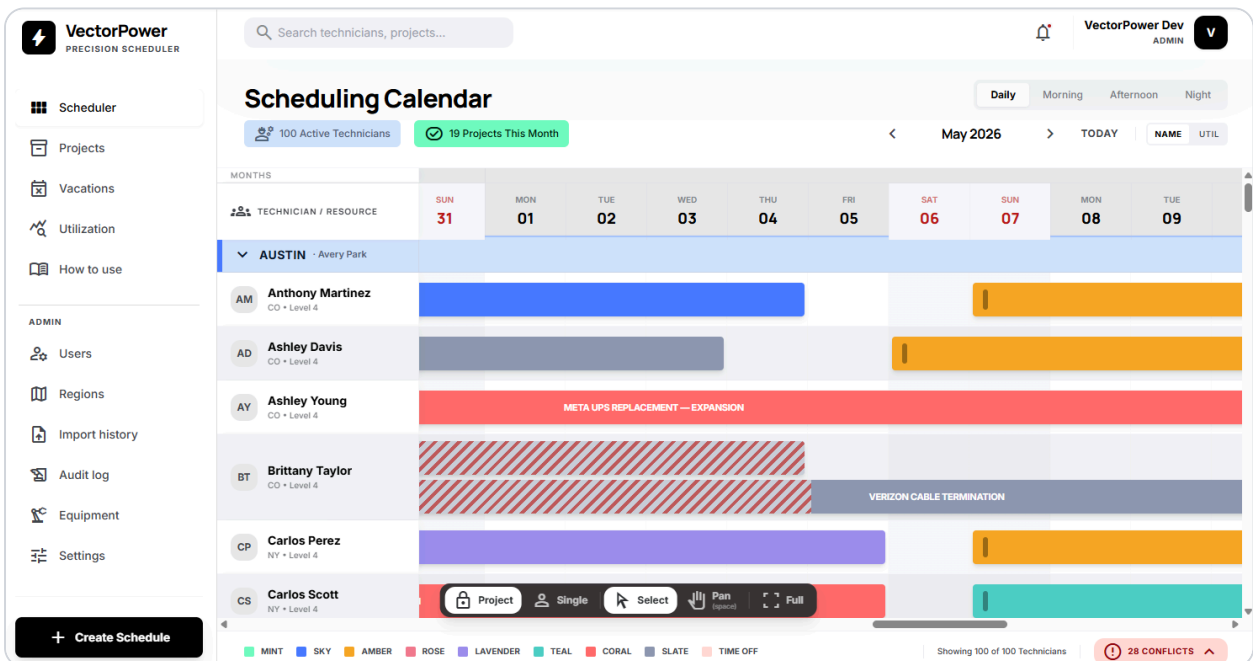 VectorPower
PRECISION SCHEDULER
Search technicians, projects...
VectorPower Dev
ADMIN
V
Scheduler
Projects
Vacations
Utilization
How to use
ADMIN
Users
Regions
Import history
Audit log
Equipment
Settings
Create Schedule
Scheduling Calendar
Daily Morning Afternoon Night
100 Active Technicians
19 Projects This Month
May 2026
TODAY
NAME UTIL
MONTHS
TECHNICIAN / RESOURCE
SUN MON TUE WED THU FRI SAT SUN MON TUE
31 01 02 03 04 05 06 07 08 09
AUSTIN · Avery Park
AM Anthony Martinez
CO • Level 4
AD Ashley Davis
CO • Level 4
AY Ashley Young
CO • Level 4
META UPS REPLACEMENT — EXPANSION
BT Brittany Taylor
CO • Level 4
VERIZON CABLE TERMINATION
CP Carlos Perez
NY • Level 4
CS Carlos Scott
NY • Level 4
Project Single Select Pan (space) Full
MINT SKY AMBER ROSE LAVENDER TEAL CORAL SLATE TIME OFF
Showing 100 of 100 Technicians
28 CONFLICTS